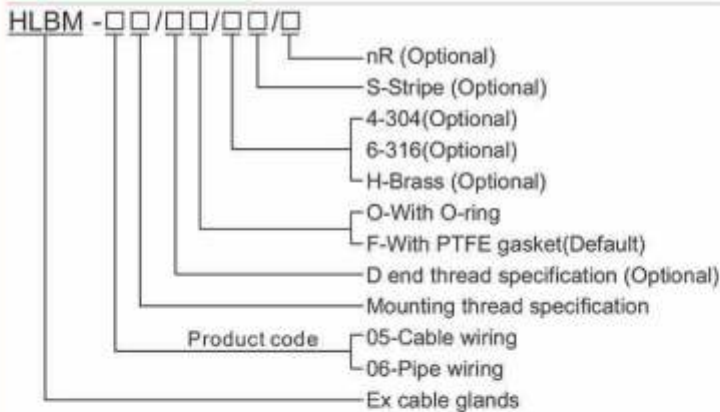 HLBM -□□/□□/□□/□
nR (Optional)
S-Stripe (Optional)
4-304(Optional)
6-316(Optional)
H-Brass (Optional)
O-With O-ring
F-With PTFE gasket(Default)
D end thread specification (Optional)
Mounting thread specification
Product code
05-Cable wiring
06-Pipe wiring
Ex cable glands